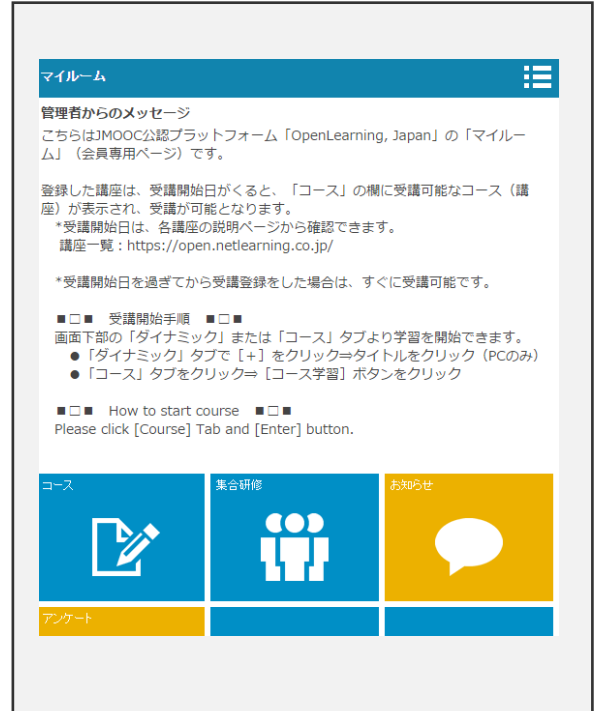 マイルーム
管理者からのメッセージ
こちらはJMOOC公認プラットフォーム「OpenLearning, Japan」の「マイルー
ム」（会員専用ページ）です。
登録した講座は、受講開始日がくると、「コース」の欄に受講可能なコース（講
座）が表示され、受講が可能となります。
*受講開始日は、各講座の説明ページから確認できます。
講座一覧：https://open.netlearning.co.jp/
*受講開始日を過ぎてから受講登録をした場合は、すぐに受講可能です。
■□■　受講開始手順　■□■
画面下部の「ダイナミック」または「コース」タブより学習を開始できます。
●「ダイナミック」タブで［+］をクリック⇒タイトルをクリック（PCのみ）
●「コース」タブをクリック⇒［コース学習］ボタンをクリック
■□■　How to start course　■□■
Please click [Course] Tab and [Enter] button.
コース
集合研修
お知らせ
アンケート